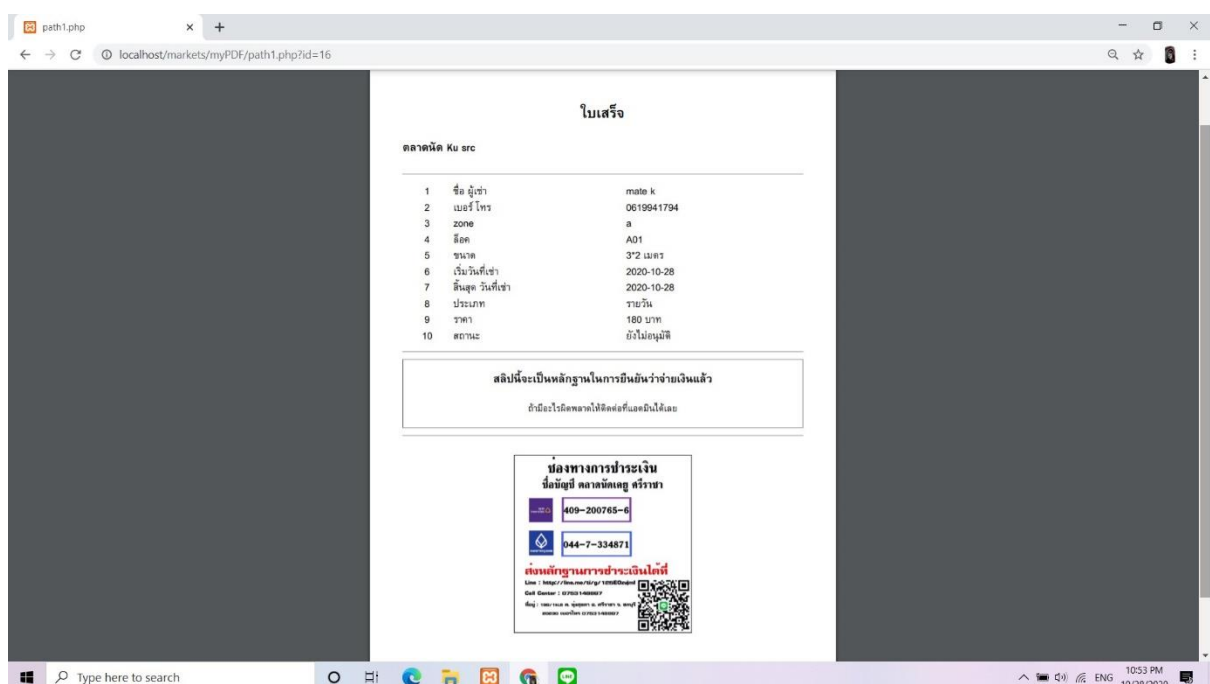 path1.php
localhost/markets/myPDF/path1.php?id=16
ใบเสร็จ
ตลาดนัด Ku src
1 ชื่อ ผู้เช่า mate k
2 เบอร์ โทร 0619941794
3 zone a
4 ล็อค A01
5 ขนาด 3*2 เมตร
6 เริ่มวันที่เช่า 2020-10-28
7 สิ้นสุด วันที่เช่า 2020-10-28
8 ประเภท รายวัน
9 ราคา 180 บาท
10 สถานะ ยังไม่อนุมัติ
สลิปนี้จะเป็นหลักฐานในการยืนยันว่าจ่ายเงินแล้ว
ถ้ามีอะไรผิดพลาดให้ติดต่อที่แอดมินได้เลย
ช่องทางการชำระเงิน
ชื่อบัญชี ตลาดนัดเคยู ศรีราชา
409-200765-6
044-7-334871
ส่งหลักฐานการชำระเงินได้ที่
Call Center :
Type here to search
ENG
10:53 PM